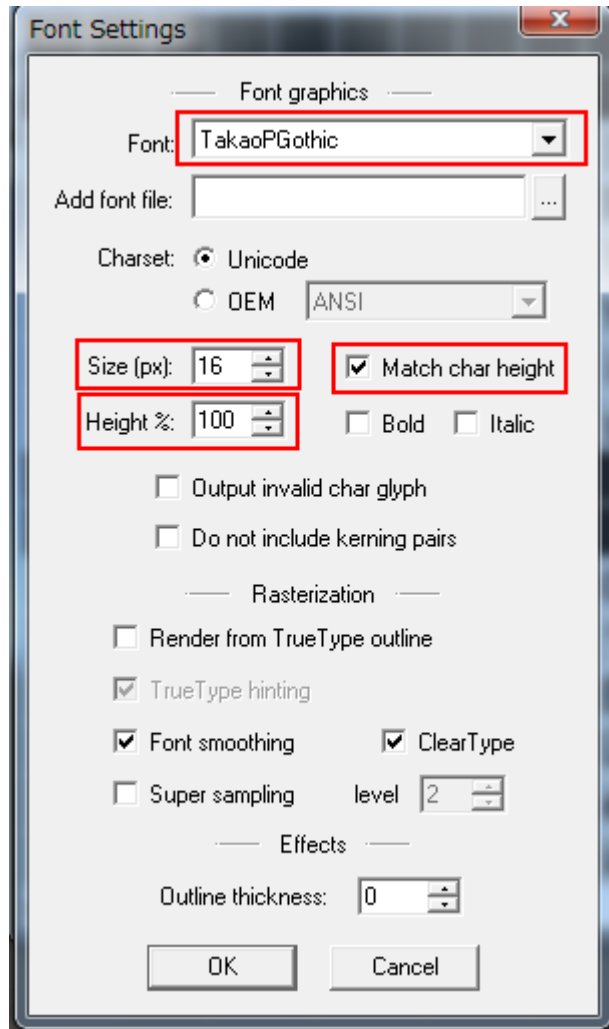 Font Settings
Font graphics
Font: TakaoPGothic
Add font file: ...
Charset: Unicode
OEM ANSI
Size (px): 16 Match char height
Height %: 100 Bold Italic
Output invalid char glyph
Do not include kerning pairs
Rasterization
Render from TrueType outline
TrueType hinting
Font smoothing ClearType
Super sampling level 2
Effects
Outline thickness: 0
OK Cancel